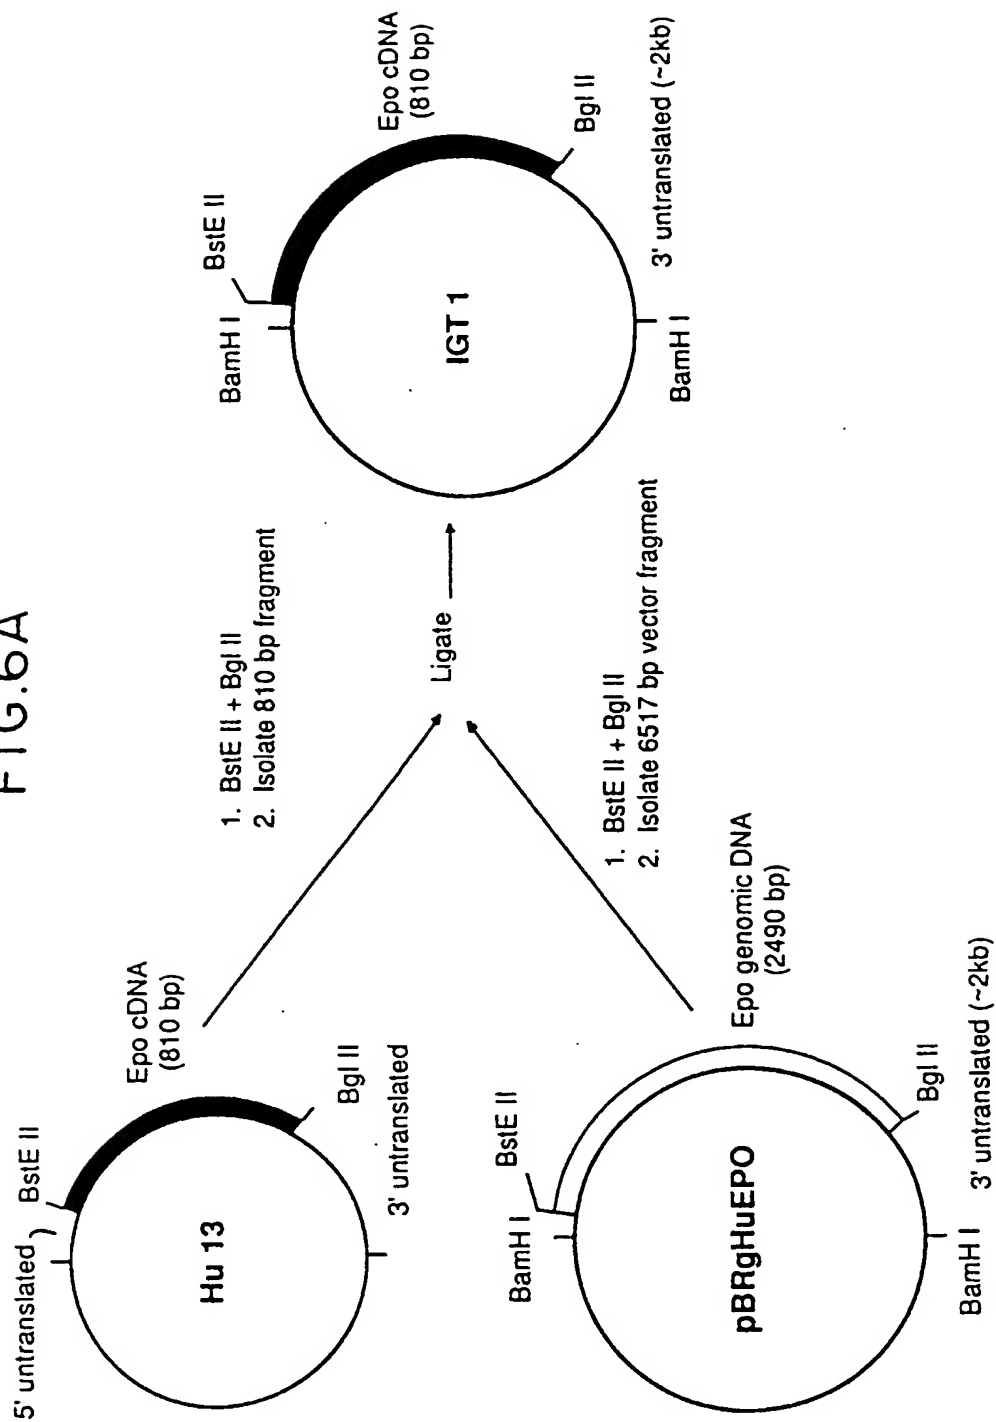 FIG.6A
5' untranslated
BstE II
Epo cDNA
(810 bp)
Hu 13
Bgl II
3' untranslated
1. BstE II + Bgl II
2. Isolate 810 bp fragment
BamH I
BstE II
Epo genomic DNA
(2490 bp)
pBRgHuEPO
Bgl II
3' untranslated (~2kb)
BamH I
1. BstE II + Bgl II
2. Isolate 6517 bp vector fragment
Ligate
BamH I
BstE II
Epo cDNA
(810 bp)
IGT 1
Bgl II
3' untranslated (~2kb)
BamH I